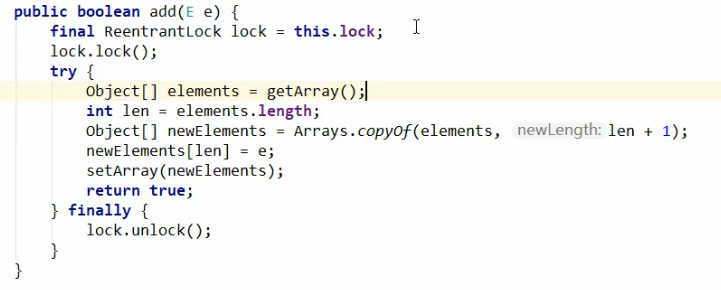 public boolean add(E e) {
    final ReentrantLock lock = this.lock;
    lock.lock();
    try {
        Object[] elements = getArray();
        int len = elements.length;
        Object[] newElements = Arrays.copyOf(elements, newLength: len + 1);
        newElements[len] = e;
        setArray(newElements);
        return true;
    } finally {
        lock.unlock();
    }
}